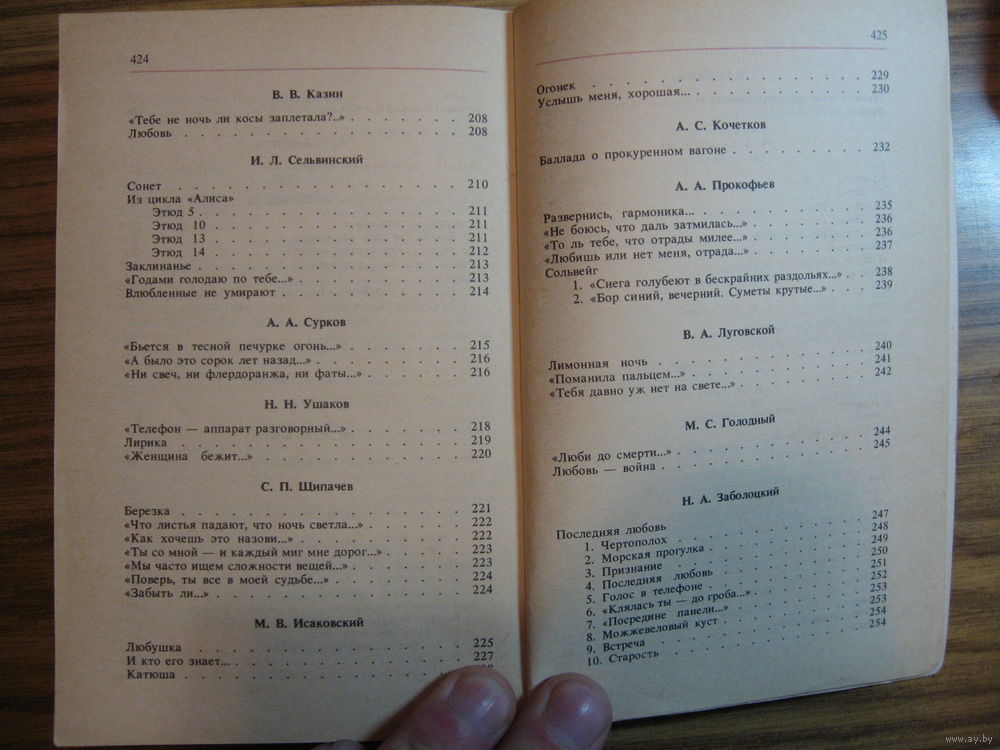 424
В. В. Казин
«Тебе не ночь ли косы заплетала?..» . . . . . . . 208
Любовь . . . . . . . . . . . . . . . . 208
И. Л. Сельвинский
Сонет . . . . . . . . . . . . . . . . 210
Из цикла «Алиса»
Этюд 5 . . . . . . . . . . . . . . . 211
Этюд 10 . . . . . . . . . . . . . . 211
Этюд 13 . . . . . . . . . . . . . . 211
Этюд 14 . . . . . . . . . . . . . . 212
Заклинанье . . . . . . . . . . . . . . . 213
«Годами голодаю по тебе...» . . . . . . . . . . 213
Влюбленные не умирают . . . . . . . . . . . 214
А. А. Сурков
«Бьется в тесной печурке огонь...» . . . . . . . 215
«А было это сорок лет назад...» . . . . . . . . . 216
«Ни свеч, ни флердоранжа, ни фаты...» . . . . . . 216
Н. Н. Ушаков
«Телефон — аппарат разговорный...» . . . . . . . 218
Лирика . . . . . . . . . . . . . . . . 219
«Женщина бежит...» . . . . . . . . . . . . 220
С. П. Щипачев
Березка . . . . . . . . . . . . . . . . 221
«Что листья падают, что ночь светла...» . . . . . . 222
«Как хочешь это назови...» . . . . . . . . . . 222
«Ты со мной — и каждый миг мне дорог...» . . . . . 223
«Мы часто ищем сложности вещей...» . . . . . . . 223
«Поверь, ты все в моей судьбе...» . . . . . . . . 224
«Забыть ли...» . . . . . . . . . . . . . . 224
М. В. Исаковский
Любушка . . . . . . . . . . . . . . . 225
И кто его знает... . . . . . . . . . . . . . 227
Катюша . . . . . . . . . . . . . . .
425
Огонек . . . . . . . . . . . . . . . . 229
Услышь меня, хорошая... . . . . . . . . . . . 230
А. С. Кочетков
Баллада о прокуренном вагоне . . . . . . . . . 232
А. А. Прокофьев
Развернись, гармоника... . . . . . . . . . . . 235
«Не боюсь, что даль затмилась...» . . . . . . . . 236
«То ль тебе, что отрады милее...» . . . . . . . . 236
«Любишь или нет меня, отрада...» . . . . . . . . 237
Сольвейг
1. «Снега голубеют в бескрайних раздольях...» . . 238
2. «Бор синий, вечерний. Суметы крутые...» . . . 239
В. А. Луговской
Лимонная ночь . . . . . . . . . . . . . 240
«Поманила пальцем...» . . . . . . . . . . . 241
«Тебя давно уж нет на свете...» . . . . . . . . . 242
М. С. Голодный
«Люби до смерти...» . . . . . . . . . . . . 244
Любовь — война . . . . . . . . . . . . . 245
Н. А. Заболоцкий
Последняя любовь
1. Чертополох . . . . . . . . . . . . . 247
2. Морская прогулка . . . . . . . . . . . 248
3. Признание . . . . . . . . . . . . . 249
4. Последняя любовь . . . . . . . . . . . 250
5. Голос в телефоне . . . . . . . . . . . 251
6. «Клялась ты — до гроба...» . . . . . . . . 252
7. «Посредине панели...» . . . . . . . . . . 253
8. Можжевеловый куст . . . . . . . . . . 253
9. Встреча . . . . . . . . . . . . . . 254
10. Старость . . . . . . . . . . . . . 254
www.ay.by